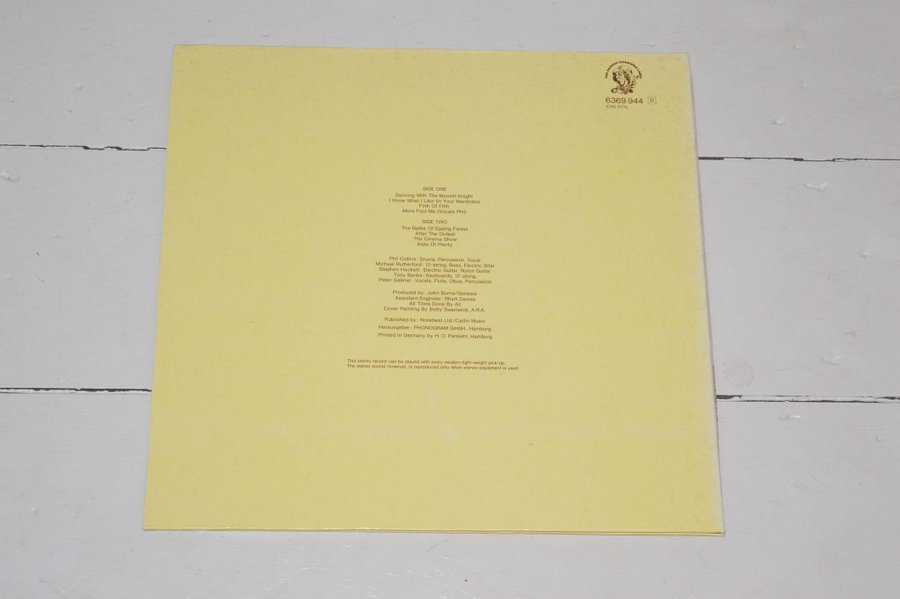 THE FAMOUS CHARISMA LABEL
6369 944 D
SIDE ONE
Dancing With The Moonlit Knight
I Know What I Like (In Your Wardrobe)
Firth Of Fifth
More Fool Me (Vocals Phil)
SIDE TWO
The Battle Of Epping Forest
After The Ordeal
The Cinema Show
Aisle Of Plenty
Phil Collins: Drums, Percussion, Vocal
Michael Rutherford: 12-string, Bass, Electric Sitar
Stephen Hackett: Electric Guitar, Nylon Guitar
Tony Banks: Keyboards, 12-string
Peter Gabriel: Vocals, Flute, Oboe, Percussion
Produced by: John Burns/Genesis
Assistant Engineer: Rhett Davies
All Titles Done By All
Cover Painting By Betty Swanwick, A.R.A.
Published by: Notebest Ltd./Carlin Music
Herausgeber: PHONOGRAM GmbH, Hamburg
Printed in Germany by H. O. Persiehl, Hamburg
This stereo record can be played with every modern light-weight pick-up.
The stereo sound, however, is reproduced only when stereo-equipment is used.